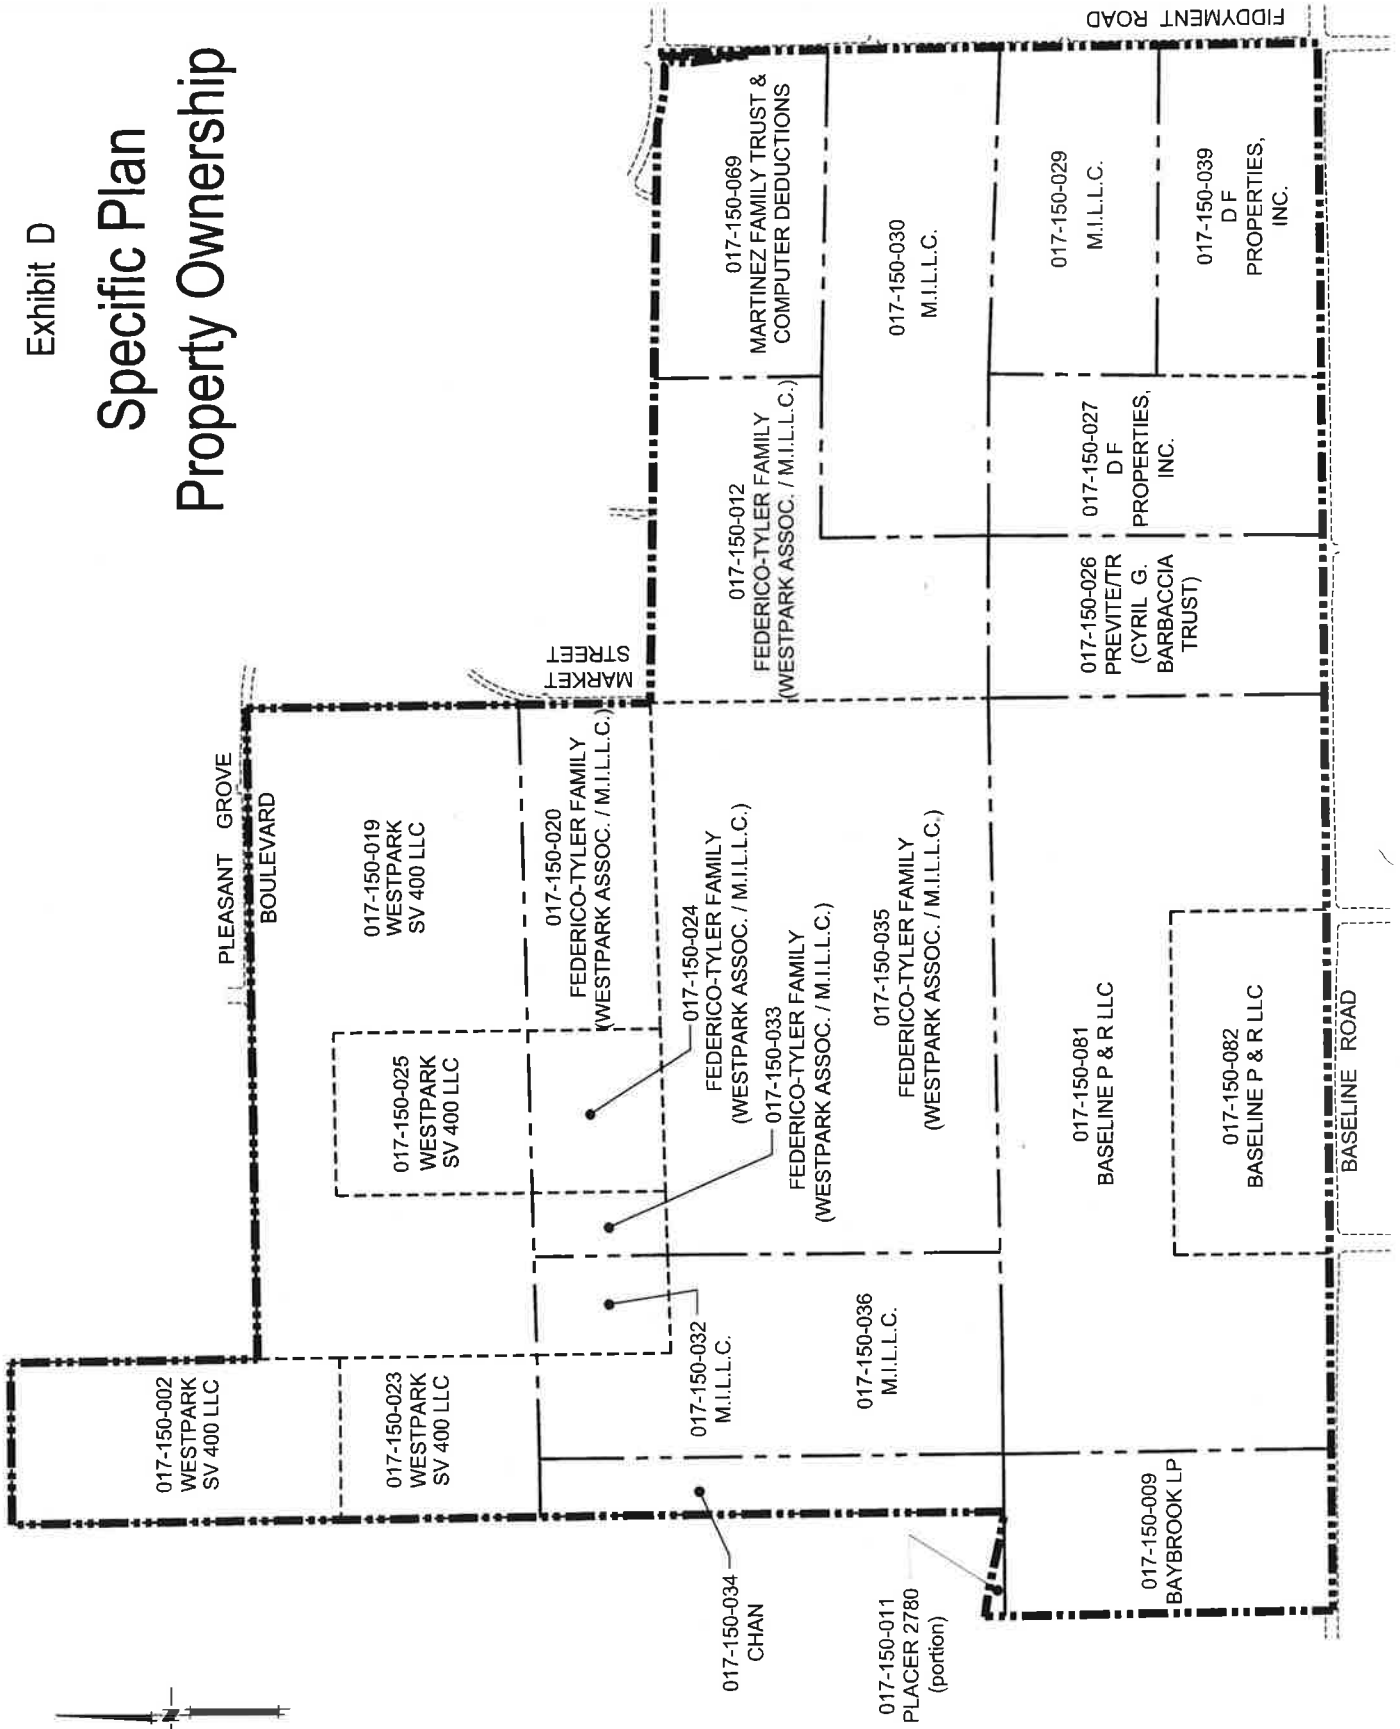 Exhibit D
Specific Plan
Property Ownership
PLEASANT GROVE
BOULEVARD
MARKET
STREET
FIDDYMENT ROAD
BASELINE ROAD
017-150-002
WESTPARK
SV 400 LLC
017-150-023
WESTPARK
SV 400 LLC
017-150-019
WESTPARK
SV 400 LLC
017-150-025
WESTPARK
SV 400 LLC
017-150-020
FEDERICO-TYLER FAMILY
(WESTPARK ASSOC. / M.I.L.L.C.)
017-150-024
FEDERICO-TYLER FAMILY
(WESTPARK ASSOC. / M.I.L.L.C.)
017-150-033
FEDERICO-TYLER FAMILY
(WESTPARK ASSOC. / M.I.L.L.C.)
017-150-035
FEDERICO-TYLER FAMILY
(WESTPARK ASSOC. / M.I.L.L.C.)
017-150-032
M.I.L.L.C.
017-150-036
M.I.L.L.C.
017-150-034
CHAN
017-150-011
PLACER 2780
(portion)
017-150-009
BAYBROOK LP
017-150-081
BASELINE P & R LLC
017-150-082
BASELINE P & R LLC
017-150-012
FEDERICO-TYLER FAMILY
(WESTPARK ASSOC. / M.I.L.L.C.)
017-150-069
MARTINEZ FAMILY TRUST &
COMPUTER DEDUCTIONS
017-150-030
M.I.L.L.C.
017-150-029
M.I.L.L.C.
017-150-039
D F
PROPERTIES,
INC.
017-150-027
D F
PROPERTIES,
INC.
017-150-026
PREVITE/TR
(CYRIL G.
BARBACCIA
TRUST)
N